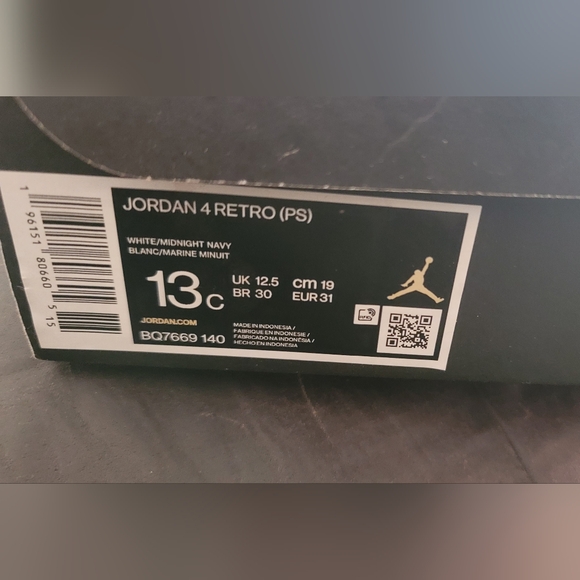 JORDAN 4 RETRO (PS)
WHITE/MIDNIGHT NAVY
BLANC/MARINE MINUIT
13C
UK 12.5
cm 19
BR 30
EUR 31
JORDAN.COM
BQ7669 140
MADE IN INDONESIA /
FABRIQUE EN INDONESIE /
FABRICADO NA INDONÉSIA /
HECHO EN INDONESIA
1 96151 80660 5 15